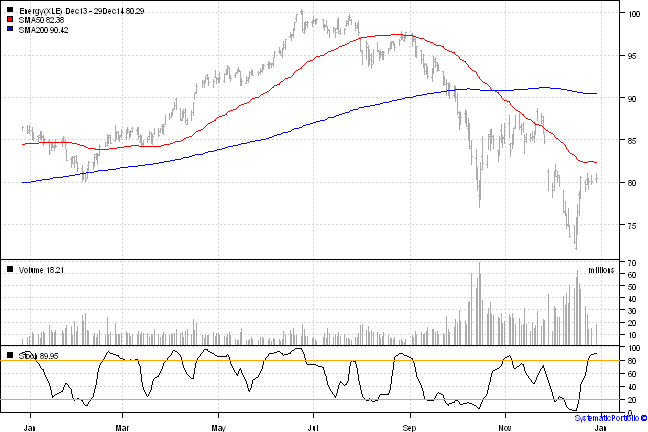 Energy(XLE) Dec13 - 29Dec14 80.29
SMA50 82.38
SMA200 90.42
100
95
90
85
80
75
Volume 18.21
millions
70
60
50
40
30
20
10
Stoch 89.95
100
80
60
40
20
0
Jan
Mar
May
Jul
Sep
Nov
Jan
SystematicPortfolio ©